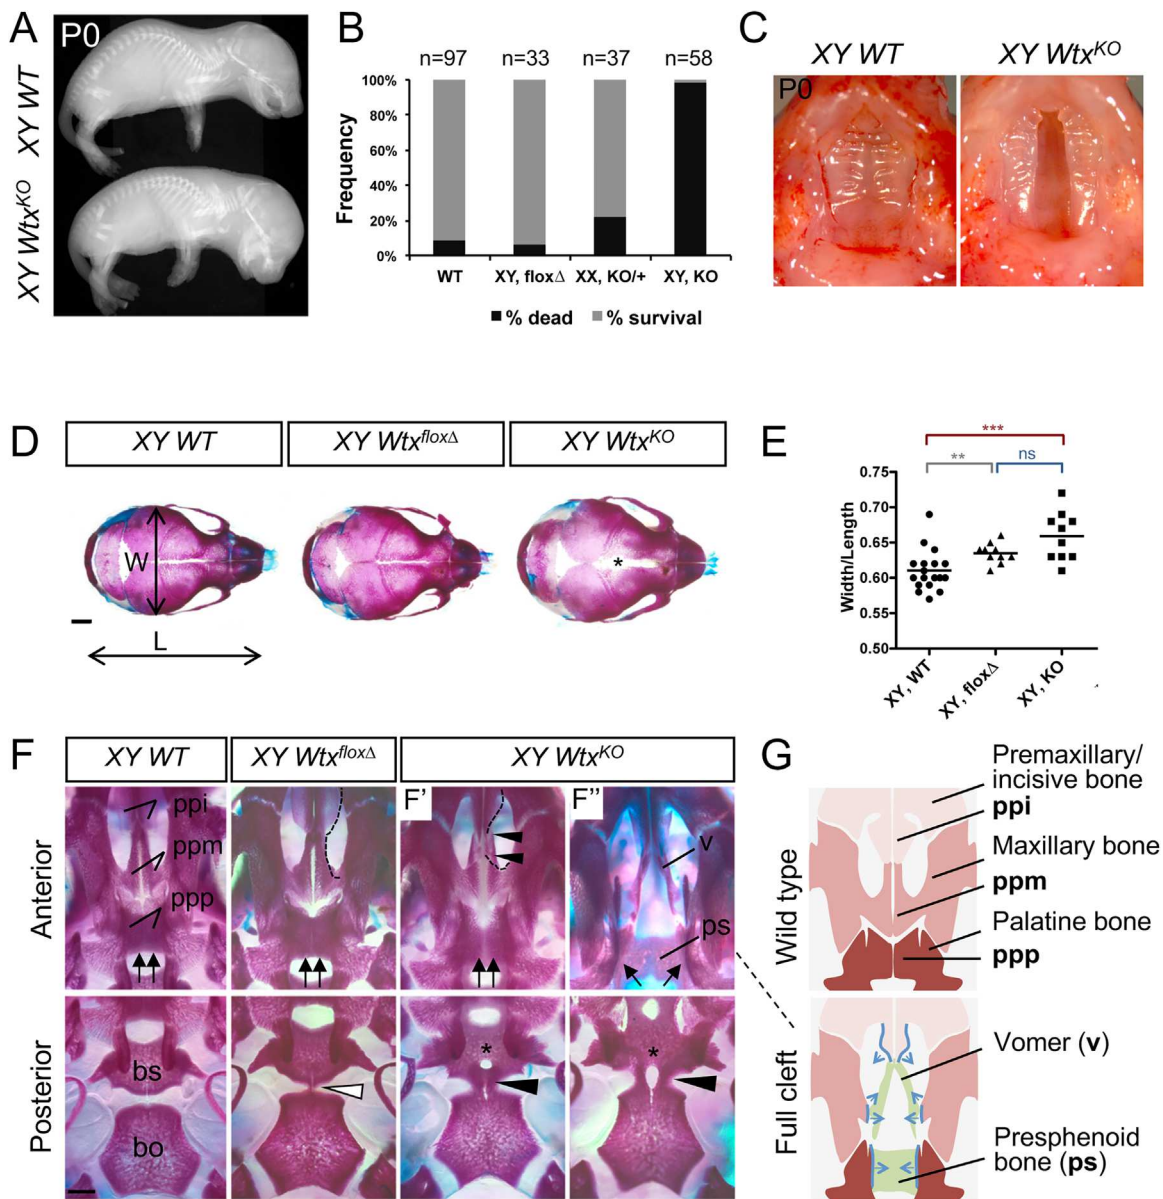 A
P0
XY WT
XY Wtx^KO
B
n=97 n=33 n=37 n=58
100%
80%
60%
40%
20%
0%
Frequency
WT XY, floxΔ XX, KO/+ XY, KO
% dead % survival
C
XY WT XY Wtx^KO
P0
D
XY WT XY Wtx^floxΔ XY Wtx^KO
W
*
L
E
***
** ns
0.75
0.70
0.65
0.60
0.55
0.50
Width/Length
XY, WT XY, floxΔ XY, KO
F
XY WT XY Wtx^floxΔ XY Wtx^KO
F' F''
Anterior
ppi
ppm
ppp
v
ps
Posterior
bs
bo
* *
G
Wild type
Premaxillary/
incisive bone
ppi
Maxillary bone
ppm
Palatine bone
ppp
Full cleft
Vomer (v)
Presphenoid
bone (ps)